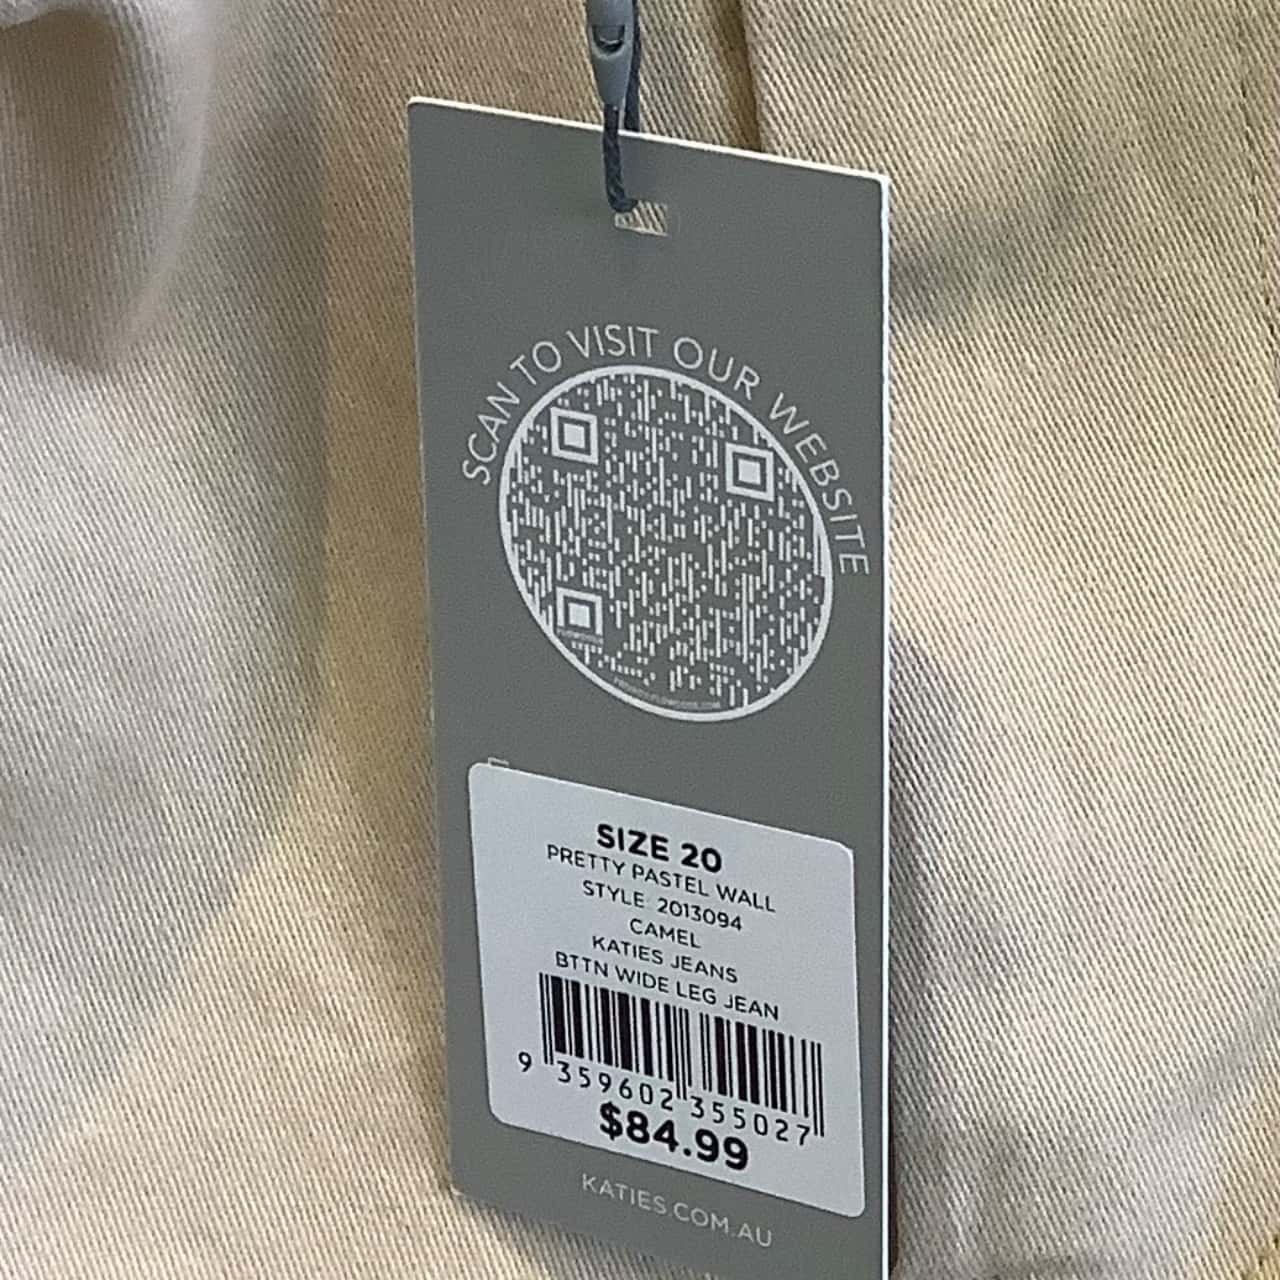 SCAN TO VISIT OUR WEBSITE
SIZE 20
PRETTY PASTEL WALL
STYLE: 2013094
CAMEL
KATIES JEANS
BTTN WIDE LEG JEAN
9 359602 355027
$84.99
KATIES.COM.AU